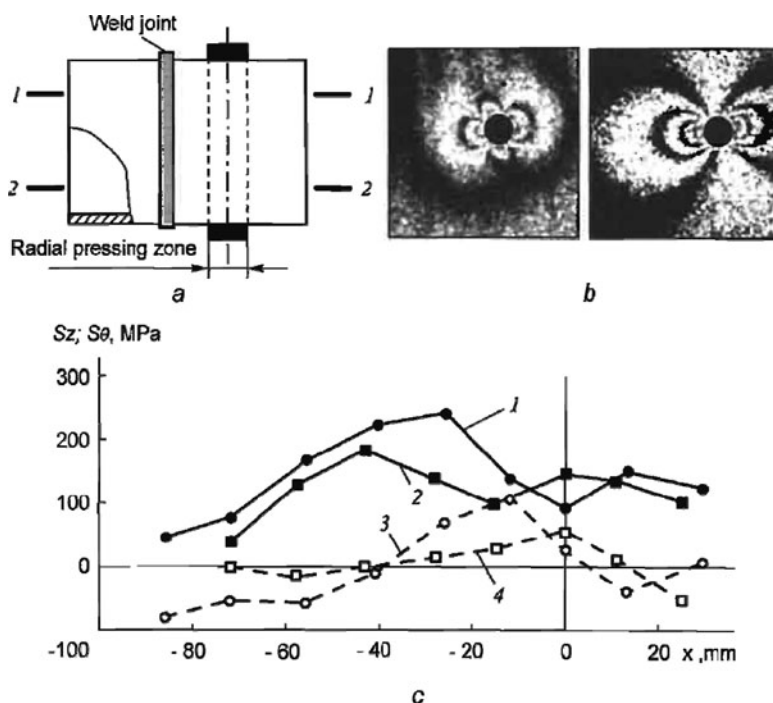 Weld joint
1 1
2 2
Radial pressing zone
a
b
Sz; Sθ, MPa
300
200
100
0
-100 - 80 - 60 - 40 - 20 0 20 x ,mm
1
2
3
4
c